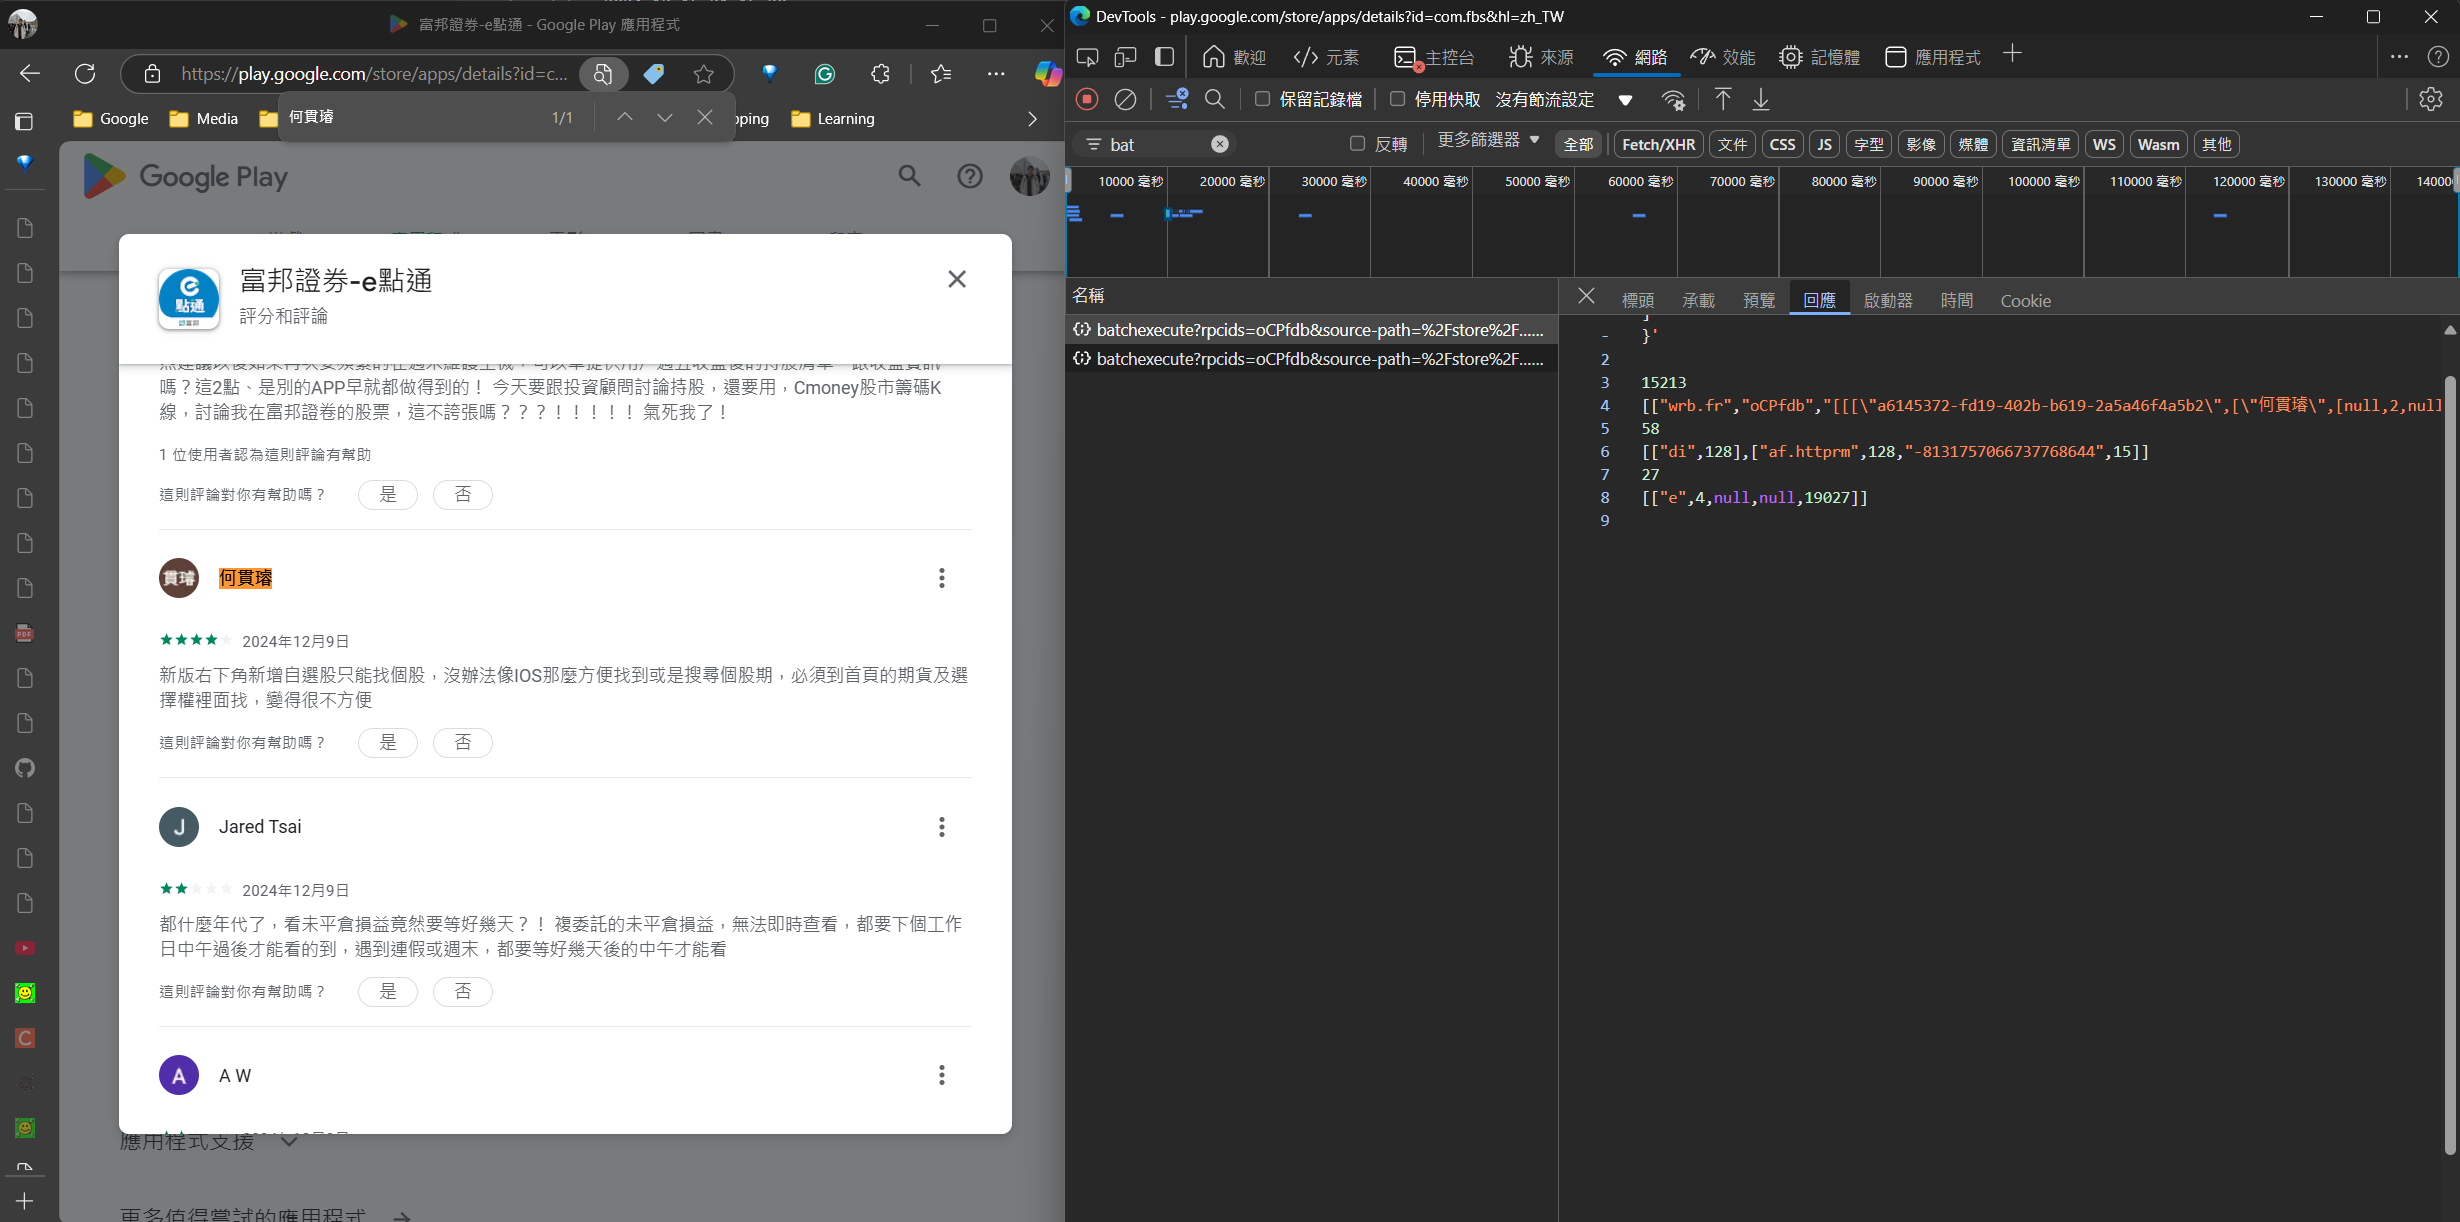 富邦證券-e點通 - Google Play 應用程式
https://play.google.com/store/apps/details?id=c...
Google
Media
何貫璿
1/1
pping
Learning
Google Play
富邦證券-e點通
評分和評論
點通
嗎？這2點、是別的APP早就都做得到的！ 今天要跟投資顧問討論持股，還要用，Cmoney股市籌碼K
線，討論我在富邦證卷的股票，這不誇張嗎？？？！！！！！ 氣死我了！
1 位使用者認為這則評論有幫助
這則評論對你有幫助嗎？
是
否
貫璿
何貫璿
2024年12月9日
新版右下角新增自選股只能找個股，沒辦法像IOS那麼方便找到或是搜尋個股期，必須到首頁的期貨及選
擇權裡面找，變得很不方便
這則評論對你有幫助嗎？
是
否
J
Jared Tsai
2024年12月9日
都什麼年代了，看未平倉損益竟然要等好幾天？！ 複委託的未平倉損益，無法即時查看，都要下個工作
日中午過後才能看的到，遇到連假或週末，都要等好幾天後的中午才能看
這則評論對你有幫助嗎？
是
否
A
A W
應用程式支援
更多值得嘗試的應用程式
PDF
C
DevTools - play.google.com/store/apps/details?id=com.fbs&hl=zh_TW
歡迎
元素
主控台
來源
網路
效能
記憶體
應用程式
保留記錄檔
停用快取
沒有節流設定
bat
反轉
更多篩選器
全部
Fetch/XHR
文件
CSS
JS
字型
影像
媒體
資訊清單
WS
Wasm
其他
10000 毫秒
20000 毫秒
30000 毫秒
40000 毫秒
50000 毫秒
60000 毫秒
70000 毫秒
80000 毫秒
90000 毫秒
100000 毫秒
110000 毫秒
120000 毫秒
130000 毫秒
14000
名稱
batchexecute?rpcids=oCPfdb&source-path=%2Fstore%2F......
batchexecute?rpcids=oCPfdb&source-path=%2Fstore%2F......
標頭
承載
預覽
回應
啟動器
時間
Cookie
]
- }'
2
3 15213
4 [["wrb.fr","oCPfdb","[[[\"a6145372-fd19-402b-b619-2a5a46f4a5b2\",[\"何貫璿\",[null,2,null
5 58
6 [["di",128],["af.httprm",128,"-8131757066737768644",15]]
7 27
8 [["e",4,null,null,19027]]
9